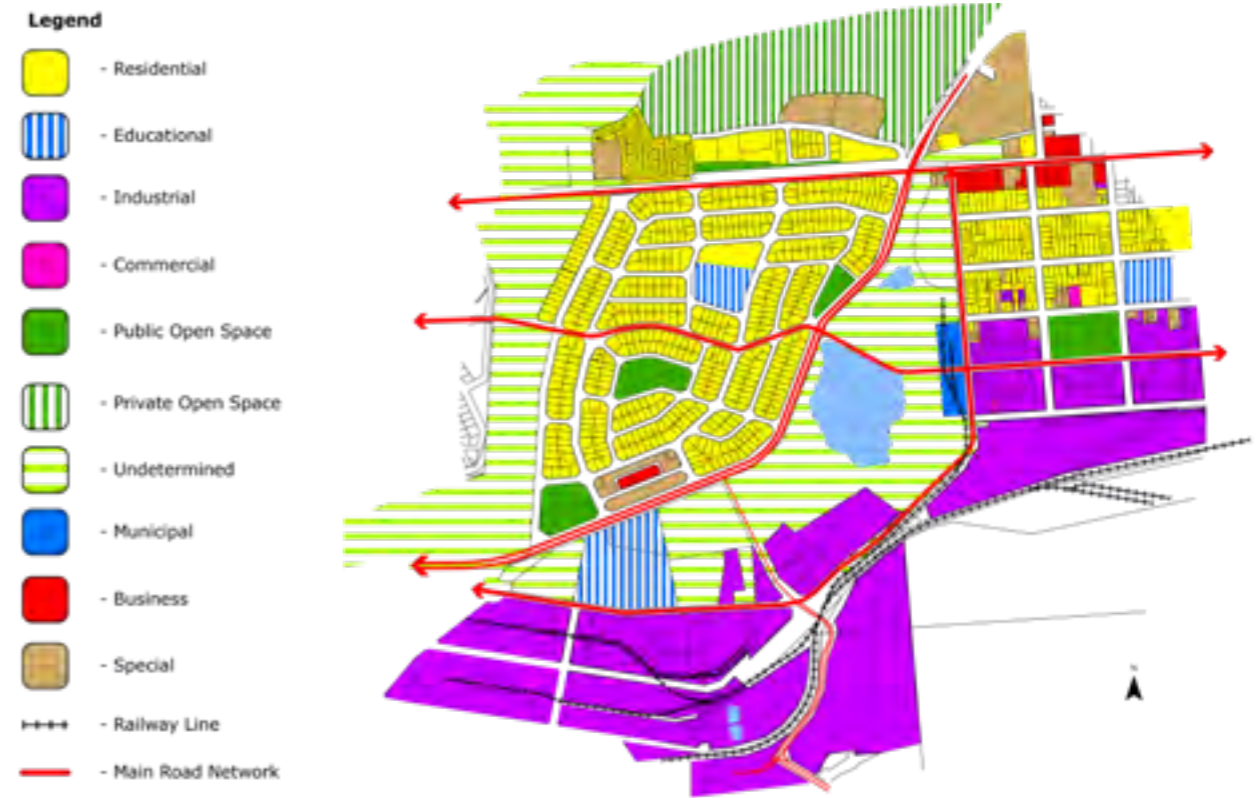 Legend
- Residential
- Educational
- Industrial
- Commercial
- Public Open Space
- Private Open Space
- Undetermined
- Municipal
- Business
- Special
- Railway Line
- Main Road Network